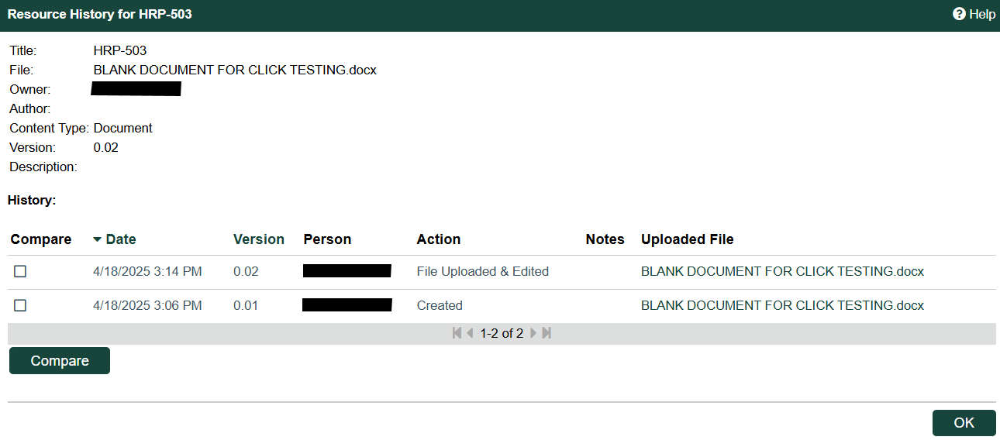 Resource History for HRP-503
? Help
Title: HRP-503
File: BLANK DOCUMENT FOR CLICK TESTING.docx
Owner:
Author:
Content Type: Document
Version: 0.02
Description:
History:
Compare Date Version Person Action Notes Uploaded File
4/18/2025 3:14 PM 0.02 File Uploaded & Edited BLANK DOCUMENT FOR CLICK TESTING.docx
4/18/2025 3:06 PM 0.01 Created BLANK DOCUMENT FOR CLICK TESTING.docx
1-2 of 2
Compare
OK